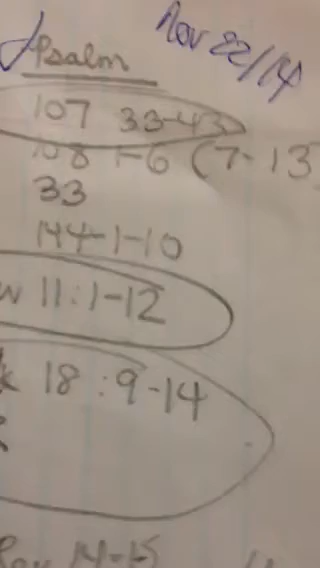 Nov 22/14
Psalm
107 33-43
108 1-6 (7-13
33
144-1-10
w 11:1-12
k 18:9-14